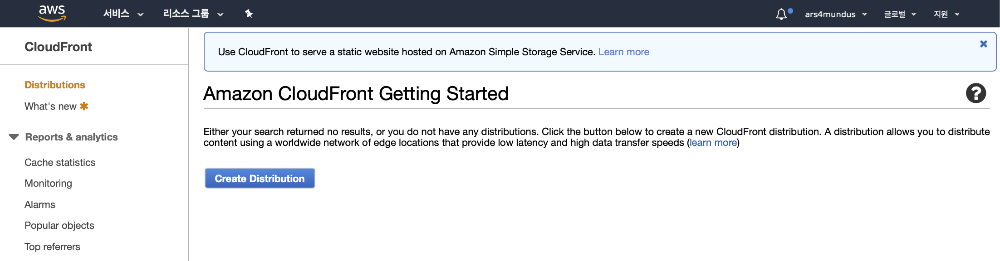 aws 서비스 리소스 그룹 ars4mundus 글로벌 지원
CloudFront
Distributions
What's new
Reports & analytics
Cache statistics
Monitoring
Alarms
Popular objects
Top referrers
Use CloudFront to serve a static website hosted on Amazon Simple Storage Service. Learn more
Amazon CloudFront Getting Started
Either your search returned no results, or you do not have any distributions. Click the button below to create a new CloudFront distribution. A distribution allows you to distribute
content using a worldwide network of edge locations that provide low latency and high data transfer speeds (learn more)
Create Distribution